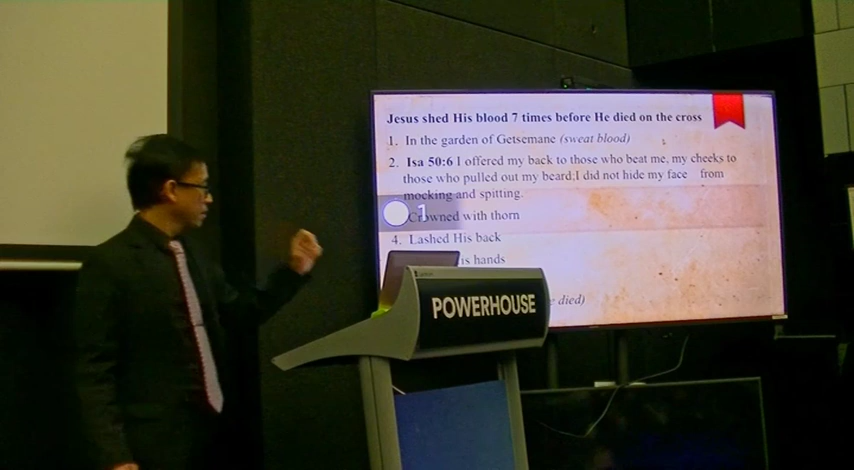 Jesus shed His blood 7 times before He died on the cross
1. In the garden of Getsemane (sweat blood)
2. Isa 50:6 I offered my back to those who beat me, my cheeks to
those who pulled out my beard;I did not hide my face from
mocking and spitting.
1
Crowned with thorn
4. Lashed His back
is hands
died)
POWERHOUSE